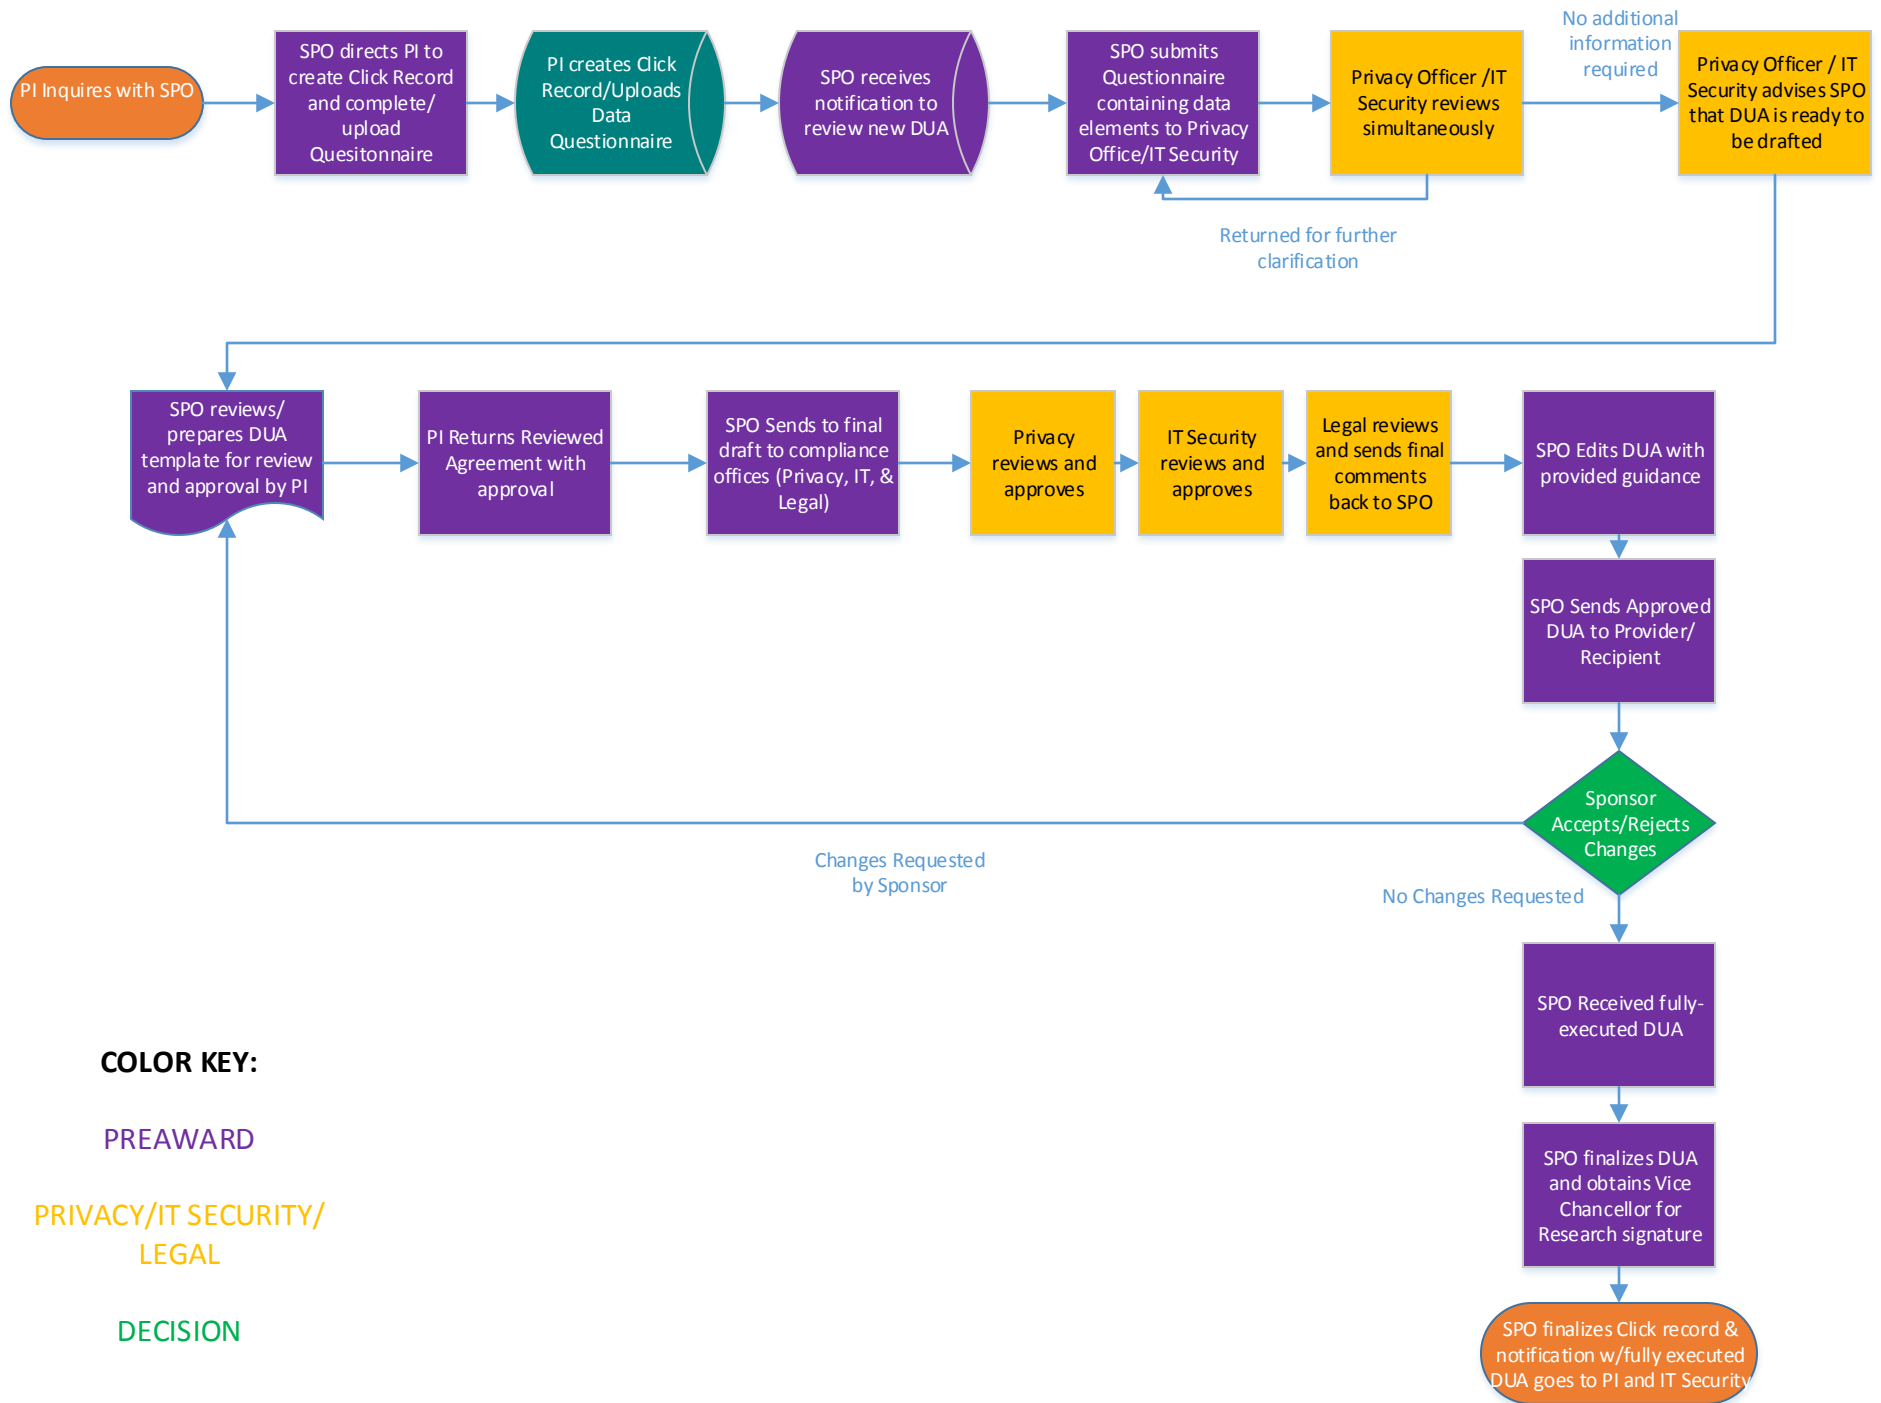 PI Inquires with SPO
SPO directs PI to
create Click Record
and complete/
upload
Quesitonnaire
PI creates Click
Record/Uploads
Data
Questionnaire
SPO receives
notification to
review new DUA
SPO submits
Questionnaire
containing data
elements to Privacy
Office/IT Security
Privacy Officer /IT
Security reviews
simultaneously
No additional
information
required
Privacy Officer / IT
Security advises SPO
that DUA is ready to
be drafted
Returned for further
clarification
SPO reviews/
prepares DUA
template for review
and approval by PI
PI Returns Reviewed
Agreement with
approval
SPO Sends to final
draft to compliance
offices (Privacy, IT, &
Legal)
Privacy
reviews and
approves
IT Security
reviews and
approves
Legal reviews
and sends final
comments
back to SPO
SPO Edits DUA with
provided guidance
SPO Sends Approved
DUA to Provider/
Recipient
Sponsor
Accepts/Rejects
Changes
Changes Requested
by Sponsor
No Changes Requested
SPO Received fully-
executed DUA
SPO finalizes DUA
and obtains Vice
Chancellor for
Research signature
SPO finalizes Click record &
notification w/fully executed
DUA goes to PI and IT Security
COLOR KEY:
PREAWARD
PRIVACY/IT SECURITY/
LEGAL
DECISION